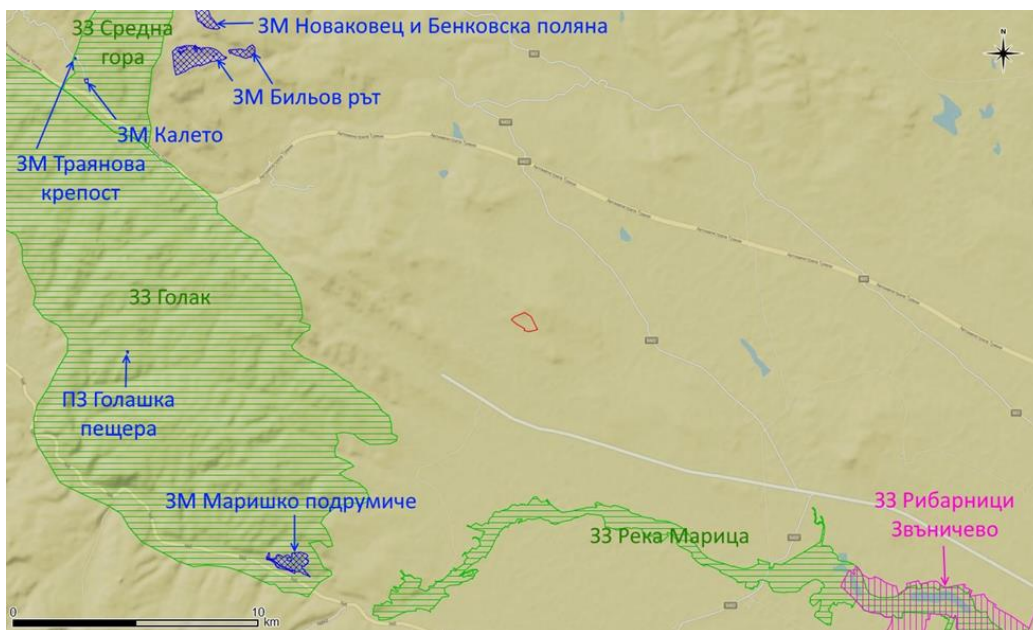 ЗЗ Средна
гора
ЗМ Новаковец и Бенковска поляна
ЗМ Бильов рът
ЗМ Калето
ЗМ Траянова
крепост
ЗЗ Голак
ПЗ Голашка
пещера
ЗМ Маришко подрумиче
ЗЗ Река Марица
ЗЗ Рибарници
Звъничево
N
0
10
km